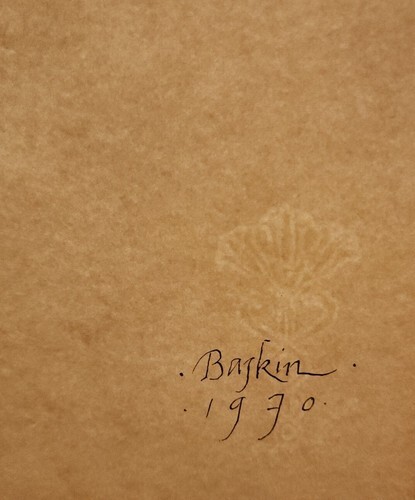 . Baskin .
. 1970.